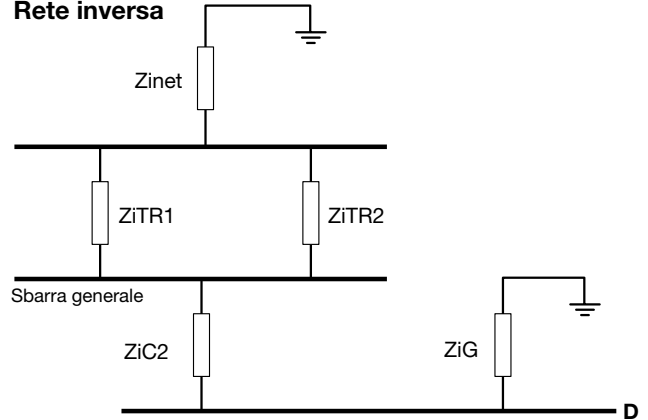 Rete inversa
Zinet
ZiTR1
ZiTR2
Sbarra generale
ZiC2
ZiG
D